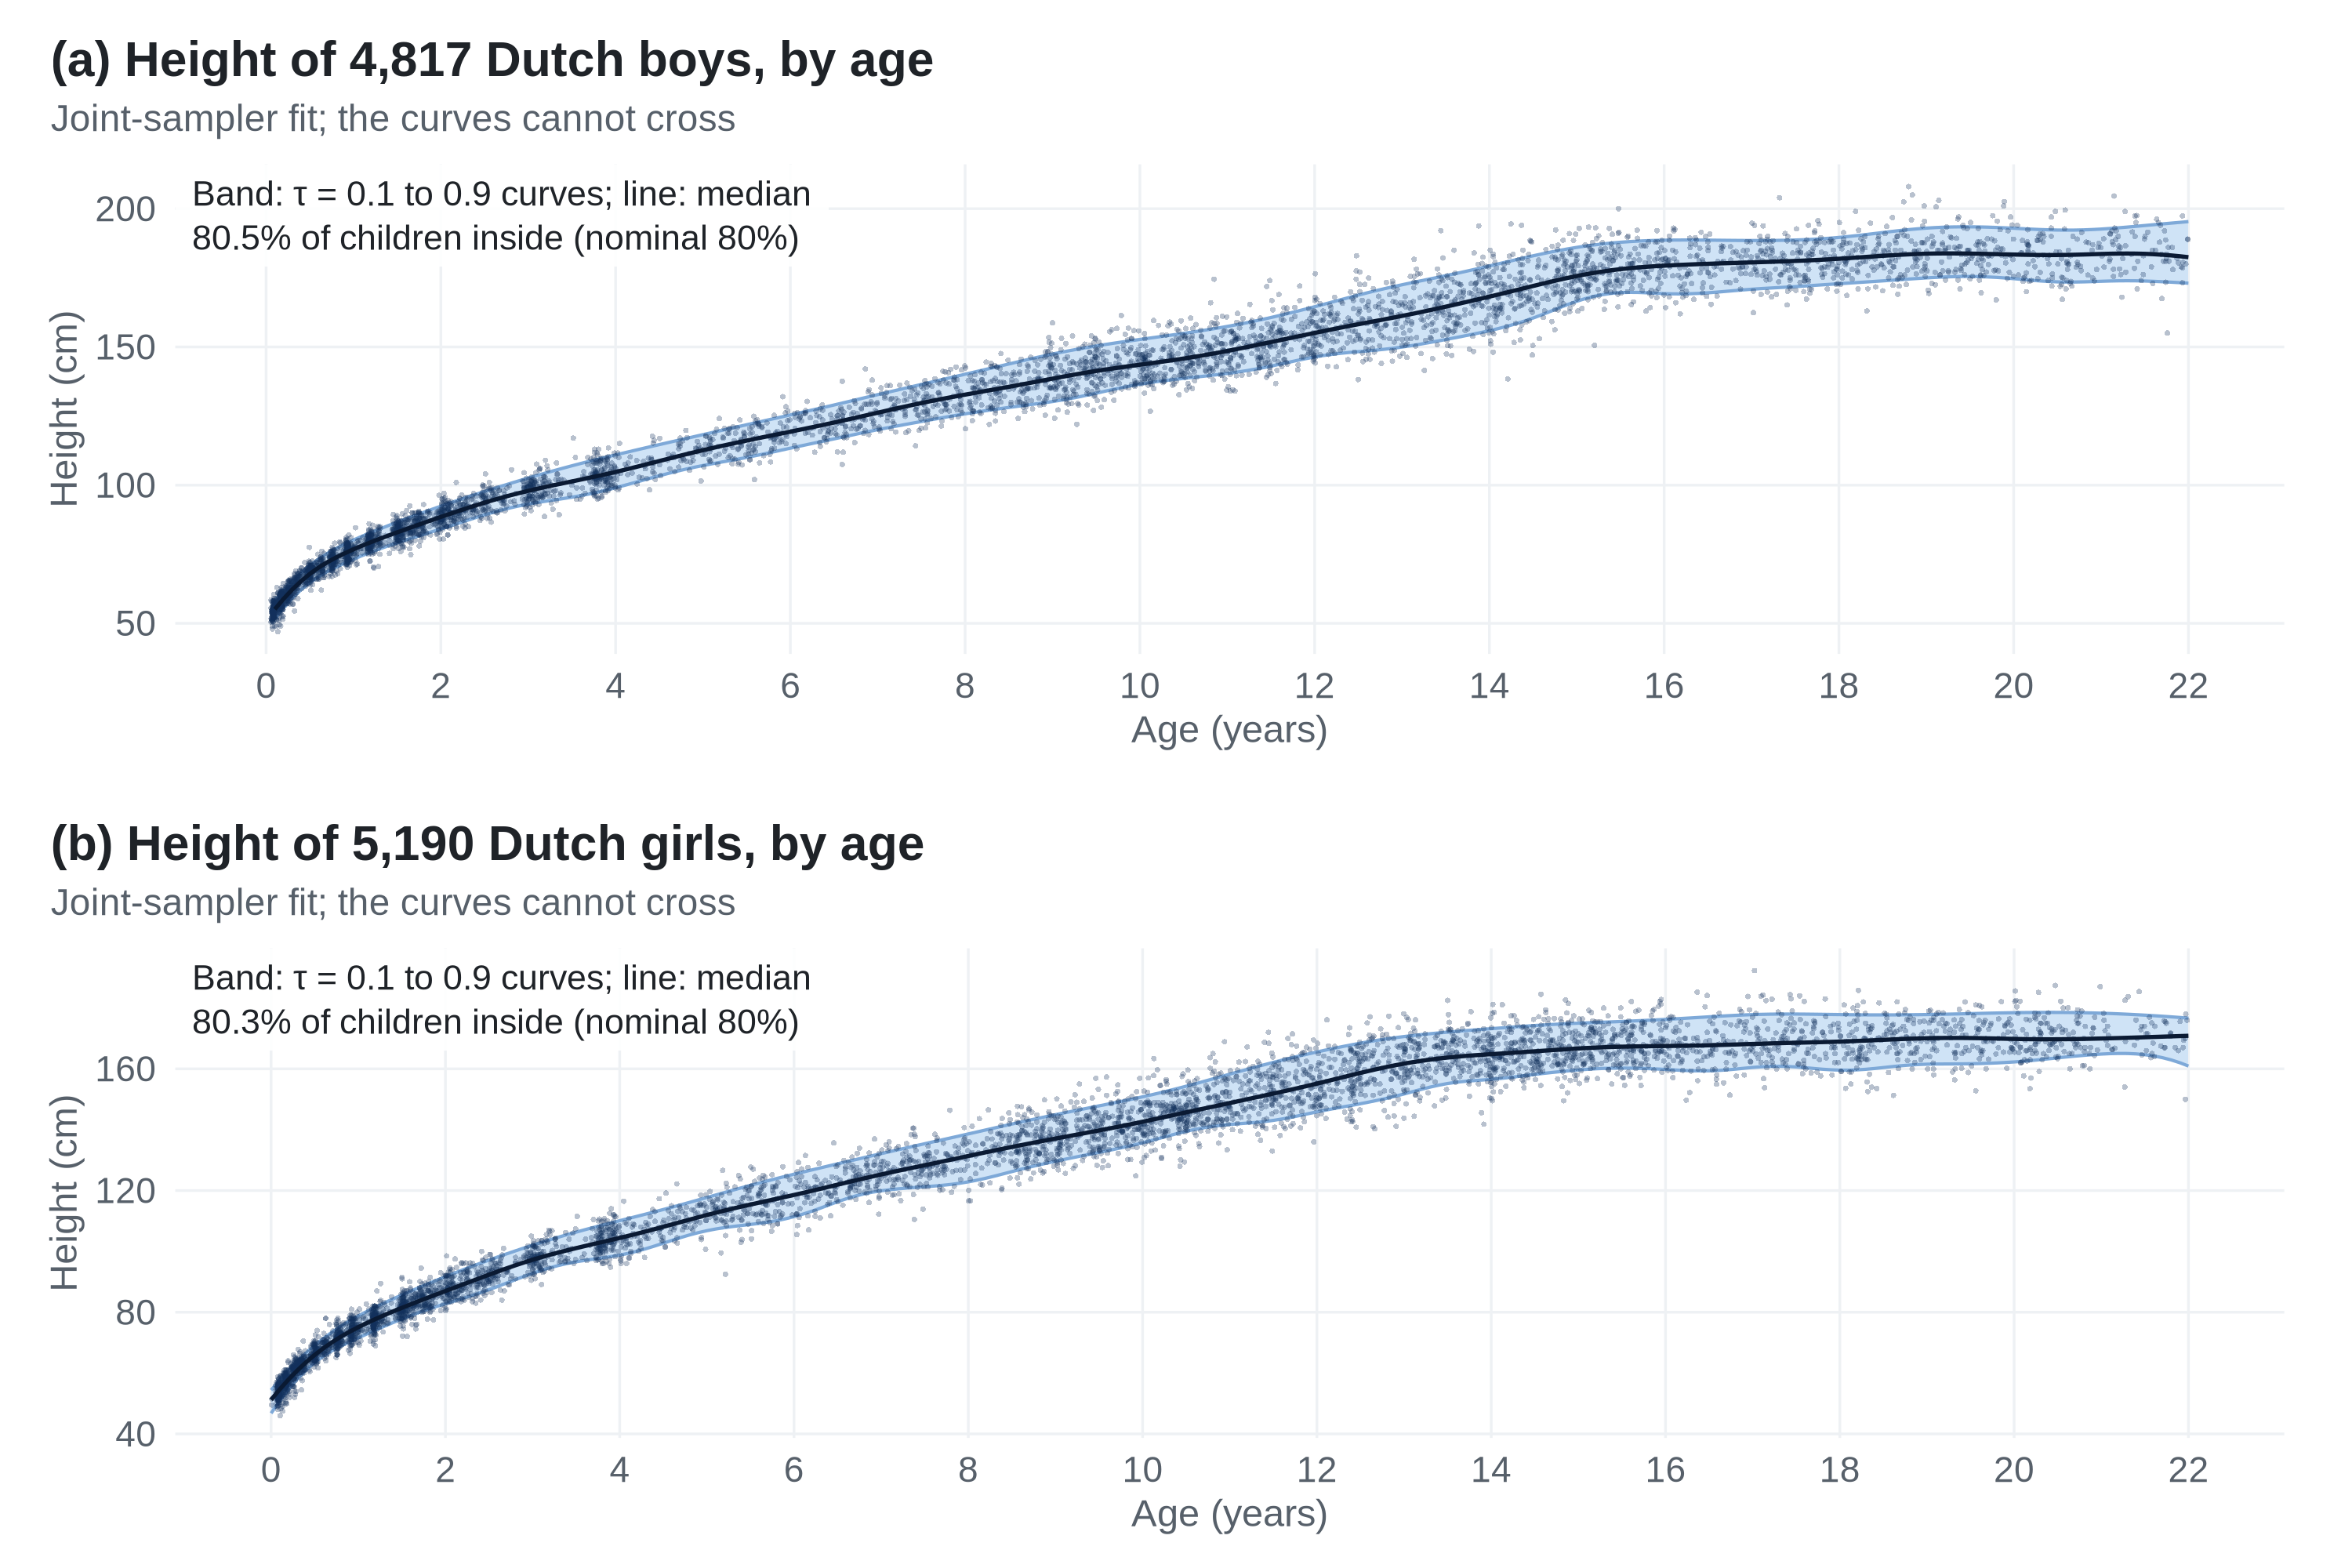 (a) Height of 4,817 Dutch boys, by age
Joint-sampler fit; the curves cannot cross
Band: τ = 0.1 to 0.9 curves; line: median
80.5% of children inside (nominal 80%)
Height (cm)
200
150
100
50
0 2 4 6 8 10 12 14 16 18 20 22
Age (years)
(b) Height of 5,190 Dutch girls, by age
Joint-sampler fit; the curves cannot cross
Band: τ = 0.1 to 0.9 curves; line: median
80.3% of children inside (nominal 80%)
Height (cm)
160
120
80
40
0 2 4 6 8 10 12 14 16 18 20 22
Age (years)